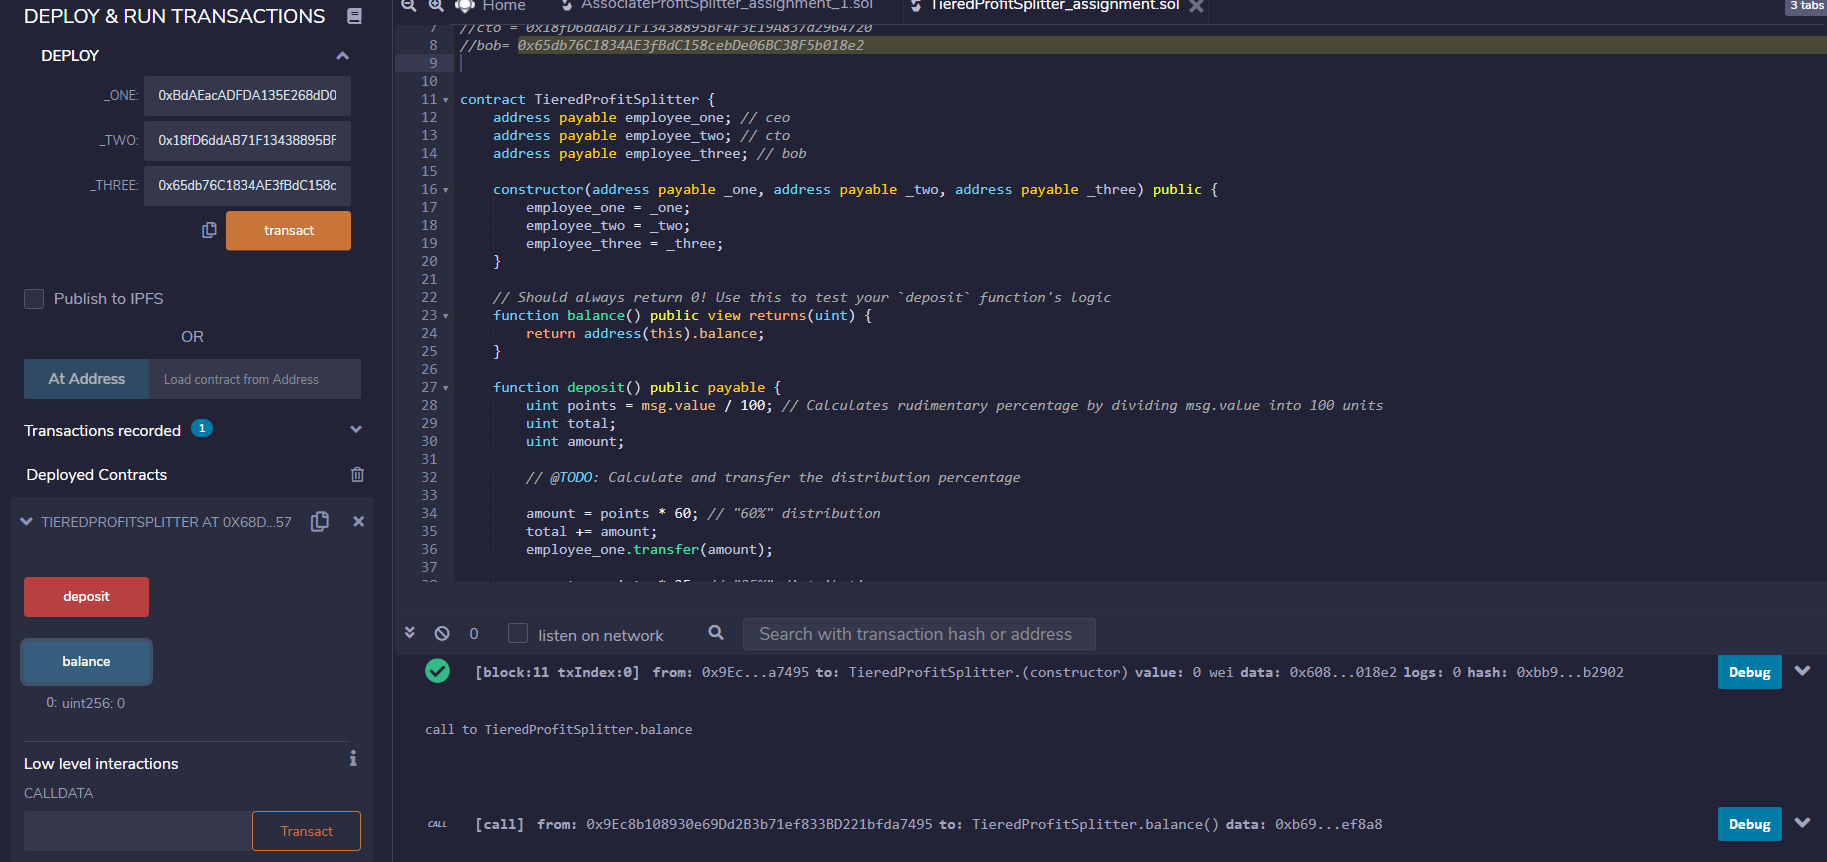 DEPLOY & RUN TRANSACTIONS
DEPLOY
_ONE: 0xBdAEacADFDA135E268dD0
_TWO: 0x18fD6ddAB71F13438895BF
_THREE: 0x65db76C1834AE3fBdC158c
transact
Publish to IPFS
OR
At Address Load contract from Address
Transactions recorded 1
Deployed Contracts
TIEREDPROFITSPLITTER AT 0X68D...57
deposit
balance
0: uint256: 0
Low level interactions
CALLDATA
Transact
Home AssociateProfitSplitter_assignment_1.sol TieredProfitSplitter_assignment.sol 3 tabs
7 //cto = 0x18fD6ddAB71F13438895BF4F3E19A837d2964720
8 //bob= 0x65db76C1834AE3fBdC158cebDe06BC38F5b018e2
9
10
11 contract TieredProfitSplitter {
12 address payable employee_one; // ceo
13 address payable employee_two; // cto
14 address payable employee_three; // bob
15
16 constructor(address payable _one, address payable _two, address payable _three) public {
17 employee_one = _one;
18 employee_two = _two;
19 employee_three = _three;
20 }
21
22 // Should always return 0! Use this to test your `deposit` function's logic
23 function balance() public view returns(uint) {
24 return address(this).balance;
25 }
26
27 function deposit() public payable {
28 uint points = msg.value / 100; // Calculates rudimentary percentage by dividing msg.value into 100 units
29 uint total;
30 uint amount;
31
32 // @TODO: Calculate and transfer the distribution percentage
33
34 amount = points * 60; // "60%" distribution
35 total += amount;
36 employee_one.transfer(amount);
37
0 listen on network Search with transaction hash or address
[block:11 txIndex:0] from: 0x9Ec...a7495 to: TieredProfitSplitter.(constructor) value: 0 wei data: 0x608...018e2 logs: 0 hash: 0xbb9...b2902 Debug
call to TieredProfitSplitter.balance
CALL [call] from: 0x9Ec8b108930e69Dd2B3b71ef833BD221bfda7495 to: TieredProfitSplitter.balance() data: 0xb69...ef8a8 Debug